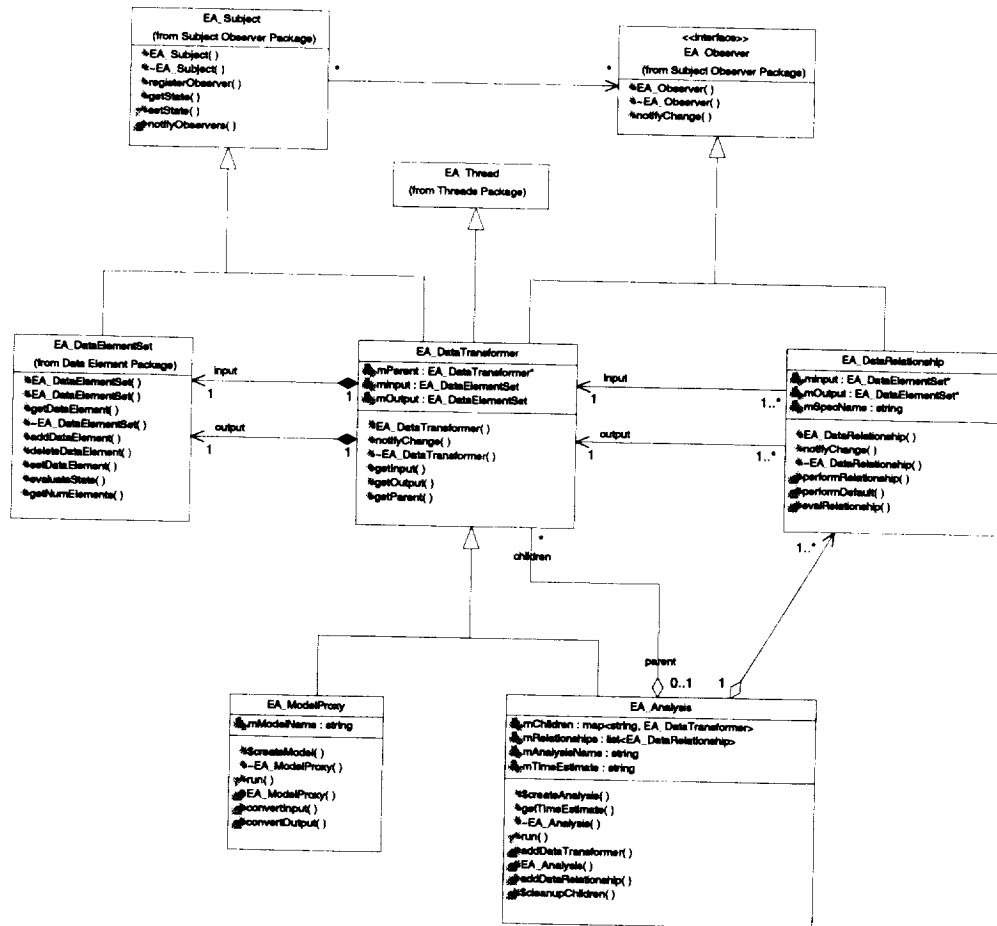 EA_Subject
(from Subject Observer Package)
EA_Subject( )
~EA_Subject( )
registerObserver( )
getState( )
setState( )
notifyObservers( )
*
*
<<Interface>>
EA_Observer
(from Subject Observer Package)
EA_Observer( )
~EA_Observer( )
notifyChange( )
EA_Thread
(from Threads Package)
EA_DataElementSet
(from Data Element Package)
EA_DataElementSet( )
EA_DataElementSet( )
getDataElement( )
~EA_DataElementSet( )
addDataElement( )
deleteDataElement( )
setDataElement( )
evaluateState( )
getNumElements( )
input
1
1
output
1
1
EA_DataTransformer
mParent : EA_DataTransformer*
mInput : EA_DataElementSet
mOutput : EA_DataElementSet
EA_DataTransformer( )
notifyChange( )
~EA_DataTransformer( )
getInput( )
getOutput( )
getParent( )
input
1
1..*
output
1
1..*
EA_DataRelationship
mInput : EA_DataElementSet*
mOutput : EA_DataElementSet*
mSpecName : string
EA_DataRelationship( )
notifyChange( )
~EA_DataRelationship( )
performRelationship( )
performDefault( )
evalRelationship( )
*
children
1..*
parent
0..1
1
EA_ModelProxy
mModelName : string
$createModel( )
~EA_ModelProxy( )
run( )
EA_ModelProxy( )
convertInput( )
convertOutput( )
EA_Analysis
mChildren : map<string, EA_DataTransformer>
mRelationships : list<EA_DataRelationship>
mAnalysisName : string
mTimeEstimate : string
$createAnalysis( )
getTimeEstimate( )
~EA_Analysis( )
run( )
addDataTransformer( )
EA_Analysis( )
addDataRelationship( )
$cleanupChildren( )